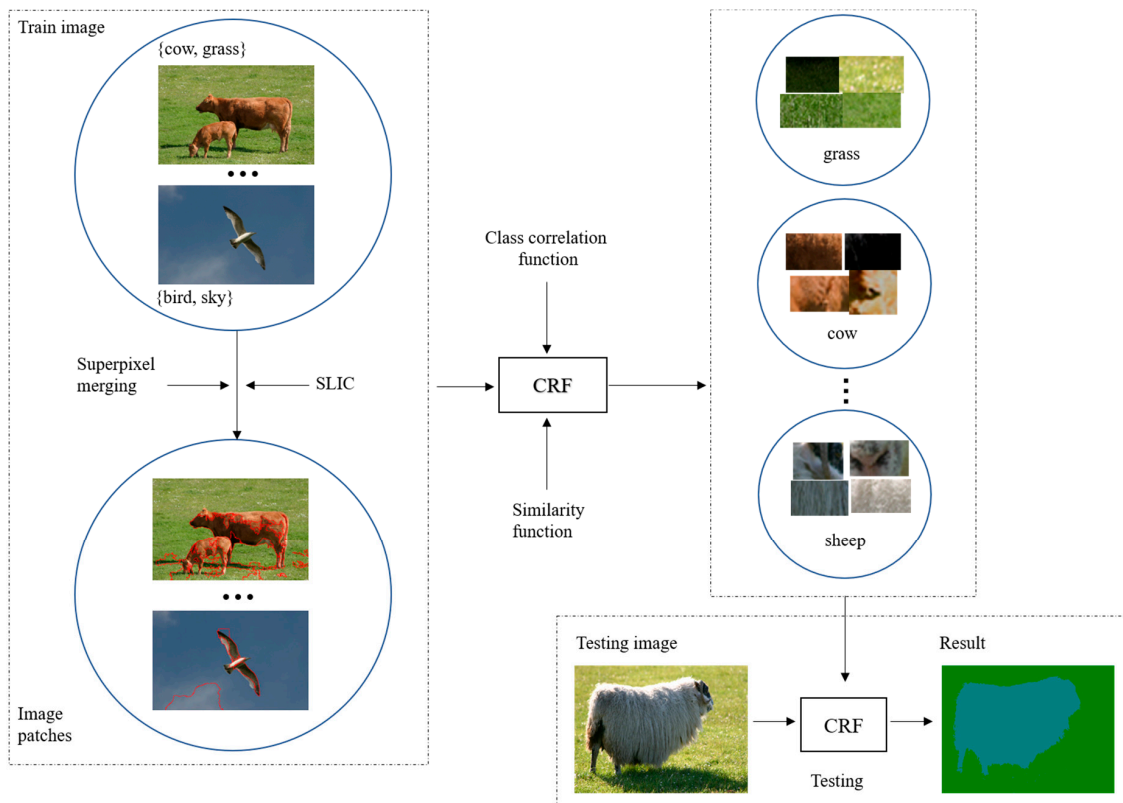 Train image
{cow, grass}
{bird, sky}
Superpixel
merging
SLIC
Image
patches
Class correlation
function
CRF
Similarity
function
grass
cow
sheep
Testing image
CRF
Testing
Result